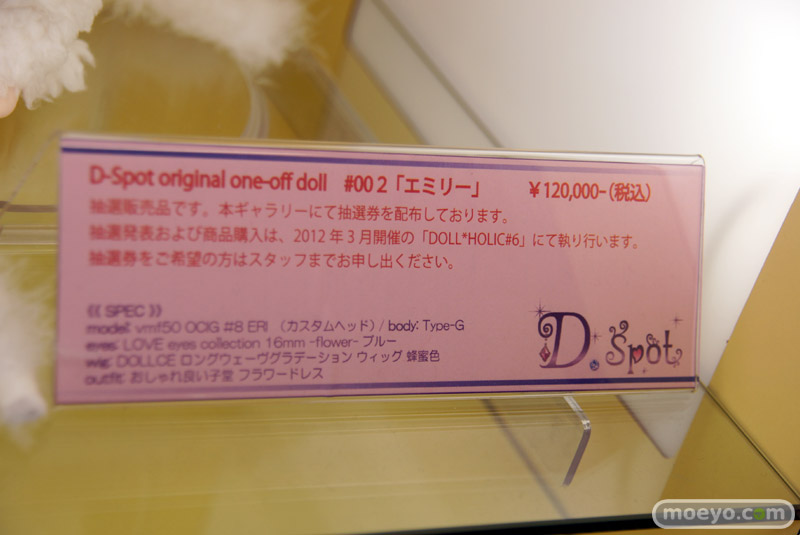 D-Spot original one-off doll #002「エミリー」 ¥120,000-(税込)
抽選販売品です。本ギャラリーにて抽選券を配布しております。
抽選発表および商品購入は、2012年3月開催の「DOLL*HOLIC#6」にて執り行います。
抽選券をご希望の方はスタッフまでお申し出ください。
⟪ SPEC ⟫
model: vmf50 OCIG #8 ERI (カスタムヘッド) / body: Type-G
eyes: LOVE eyes collection 16mm -flower- ブルー
wig: DOLLCE ロングウェーヴグラデーション ウィッグ 蜂蜜色
outfit: おしゃれ良い子堂 フラワードレス
D.Spot
moeyo.com